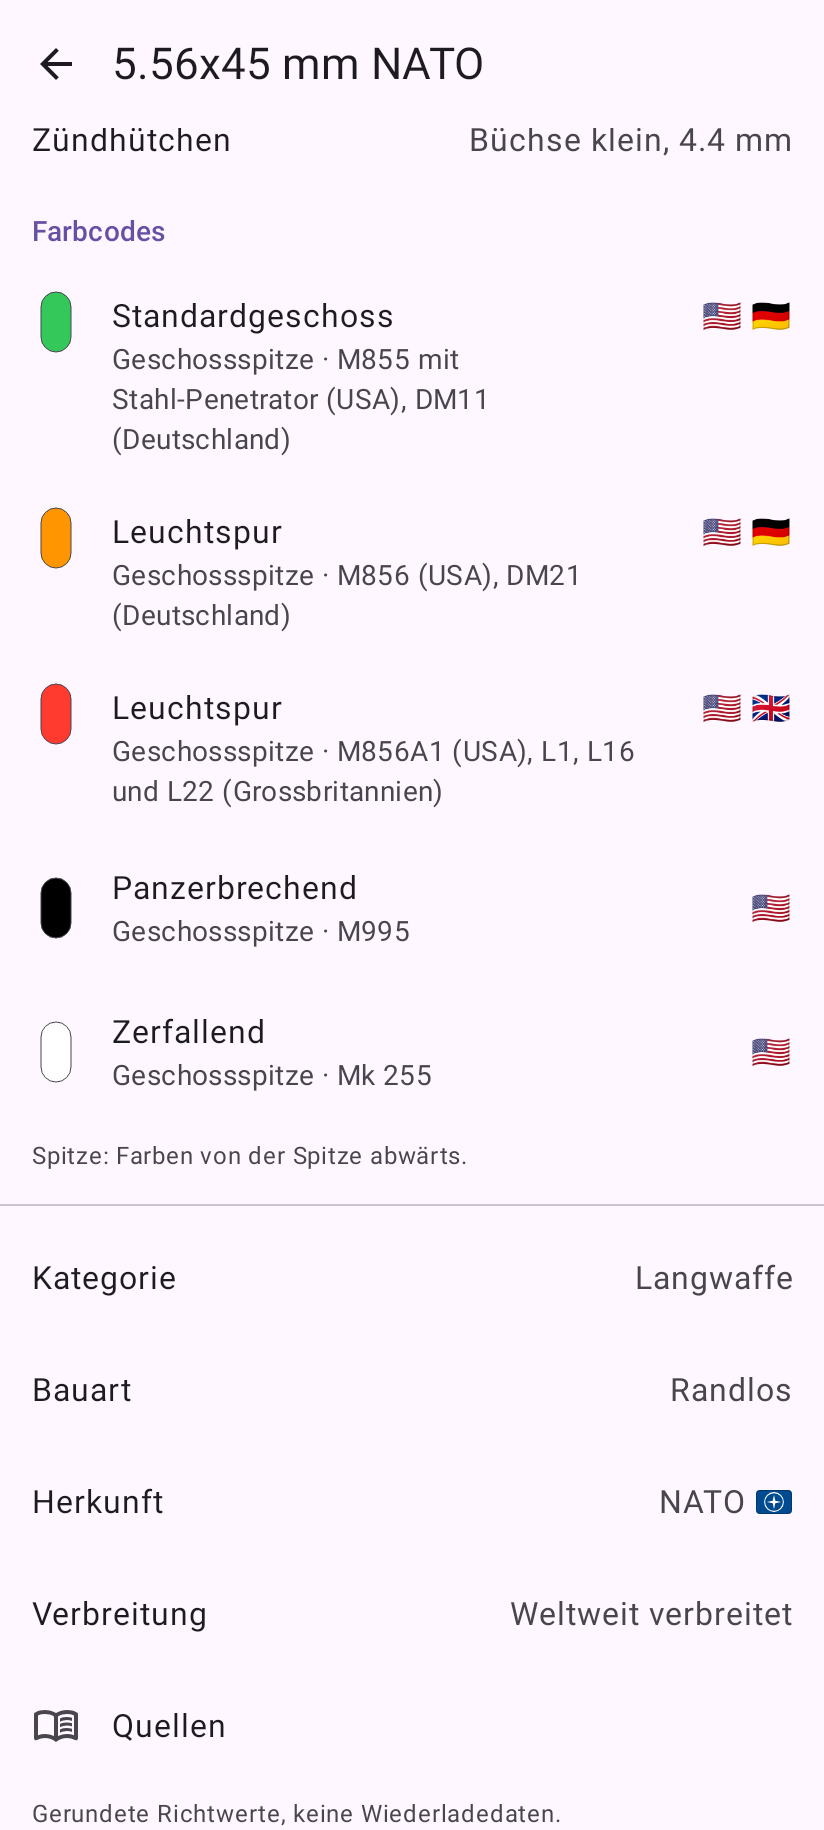 5.56x45 mm NATO
Zündhütchen Büchse klein, 4.4 mm
Farbcodes
Standardgeschoss
Geschossspitze · M855 mit
Stahl-Penetrator (USA), DM11
(Deutschland)
Leuchtspur
Geschossspitze · M856 (USA), DM21
(Deutschland)
Leuchtspur
Geschossspitze · M856A1 (USA), L1, L16
und L22 (Grossbritannien)
Panzerbrechend
Geschossspitze · M995
Zerfallend
Geschossspitze · Mk 255
Spitze: Farben von der Spitze abwärts.
Kategorie Langwaffe
Bauart Randlos
Herkunft NATO
Verbreitung Weltweit verbreitet
Quellen
Gerundete Richtwerte, keine Wiederladedaten.